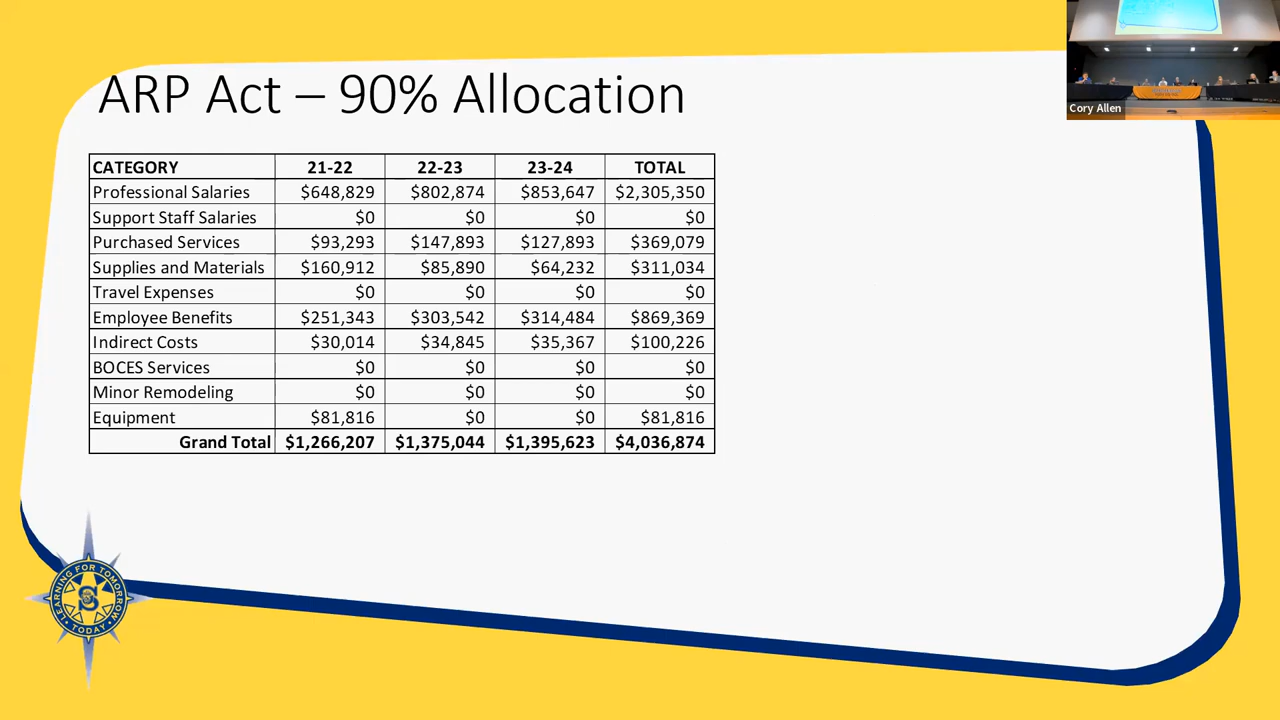 ARP Act – 90% Allocation
Cory Allen
CATEGORY 21-22 22-23 23-24 TOTAL
Professional Salaries $648,829 $802,874 $853,647 $2,305,350
Support Staff Salaries $0 $0 $0 $0
Purchased Services $93,293 $147,893 $127,893 $369,079
Supplies and Materials $160,912 $85,890 $64,232 $311,034
Travel Expenses $0 $0 $0 $0
Employee Benefits $251,343 $303,542 $314,484 $869,369
Indirect Costs $30,014 $34,845 $35,367 $100,226
BOCES Services $0 $0 $0 $0
Minor Remodeling $0 $0 $0 $0
Equipment $81,816 $0 $0 $81,816
Grand Total $1,266,207 $1,375,044 $1,395,623 $4,036,874
LEARNING FOR TOMORROW
S
• TODAY •